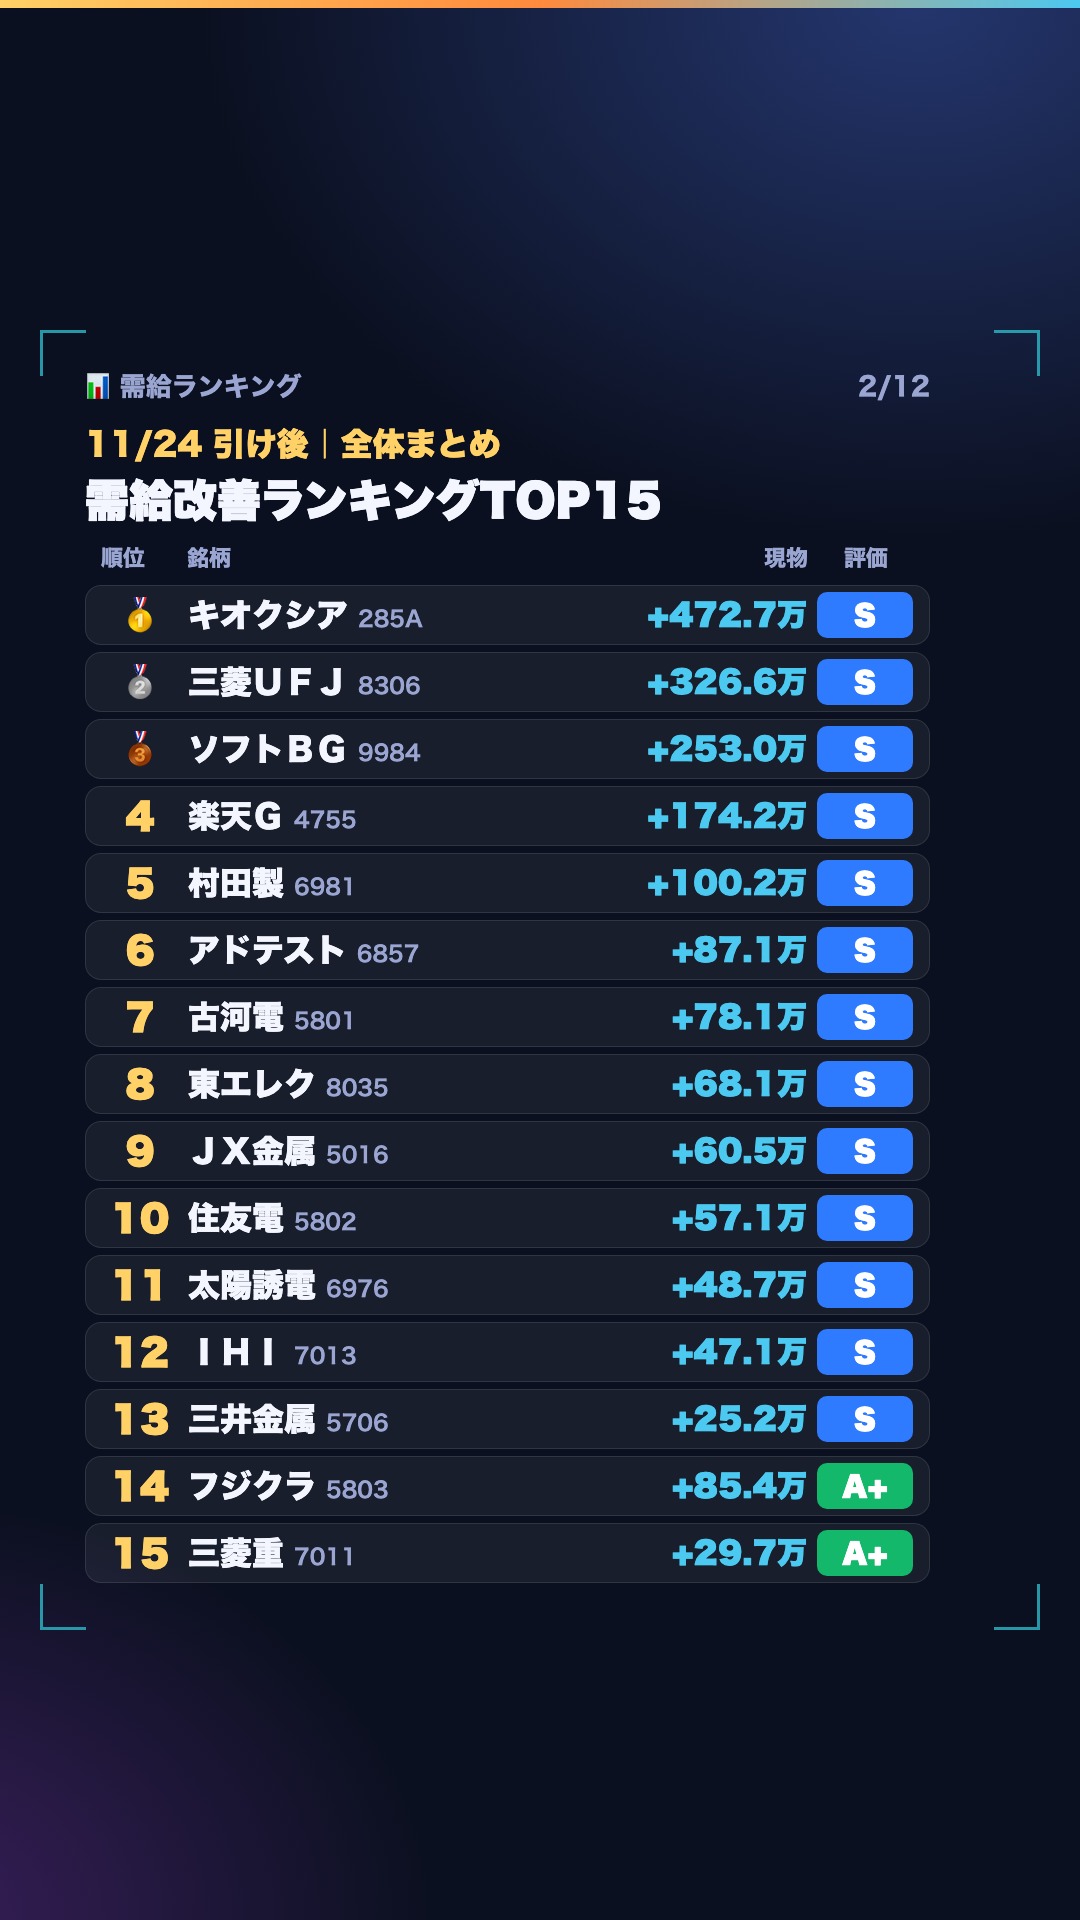 📊 需給ランキング 2/12
11/24 引け後｜全体まとめ
需給改善ランキングTOP15
順位 銘柄 現物 評価
🥇 キオクシア 285A +472.7万 S
🥈 三菱ＵＦＪ 8306 +326.6万 S
🥉 ソフトＢＧ 9984 +253.0万 S
4 楽天Ｇ 4755 +174.2万 S
5 村田製 6981 +100.2万 S
6 アドテスト 6857 +87.1万 S
7 古河電 5801 +78.1万 S
8 東エレク 8035 +68.1万 S
9 ＪＸ金属 5016 +60.5万 S
10 住友電 5802 +57.1万 S
11 太陽誘電 6976 +48.7万 S
12 ＩＨＩ 7013 +47.1万 S
13 三井金属 5706 +25.2万 S
14 フジクラ 5803 +85.4万 A+
15 三菱重 7011 +29.7万 A+